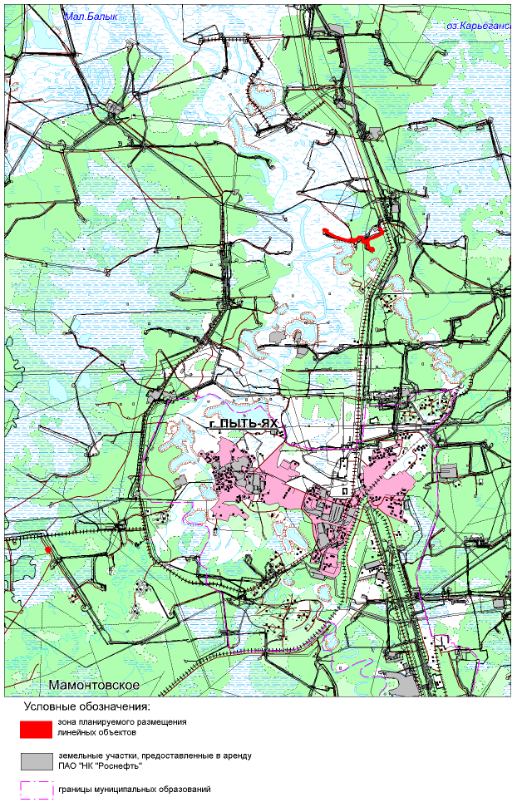 Мал.Балык
оз.Карьеганск
г. ПЫТЬ-ЯХ
Мамонтовское
Условные обозначения:
зона планируемого размещения
линейных объектов
земельные участки, предоставленные в аренду
ПАО "НК "Роснефть"
границы муниципальных образований